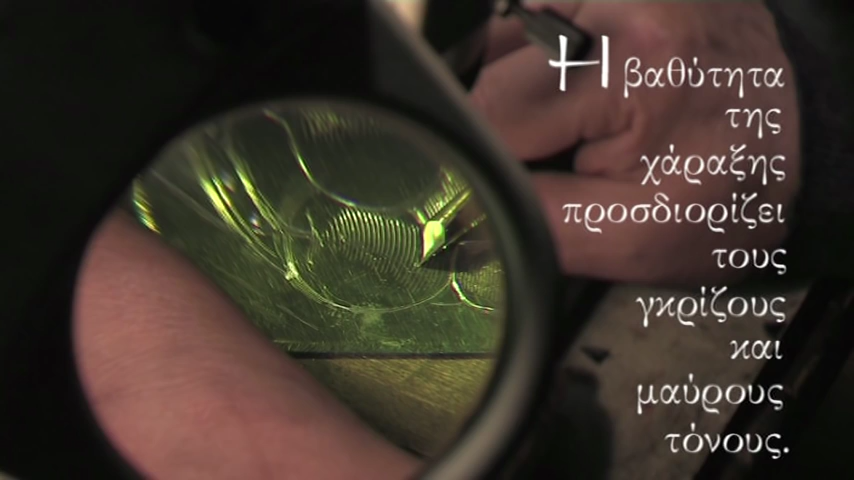 Η βαθύτητα
της
χάραξης
προσδιορίζει
τους
γκρίζους
και
μαύρους
τόνους.